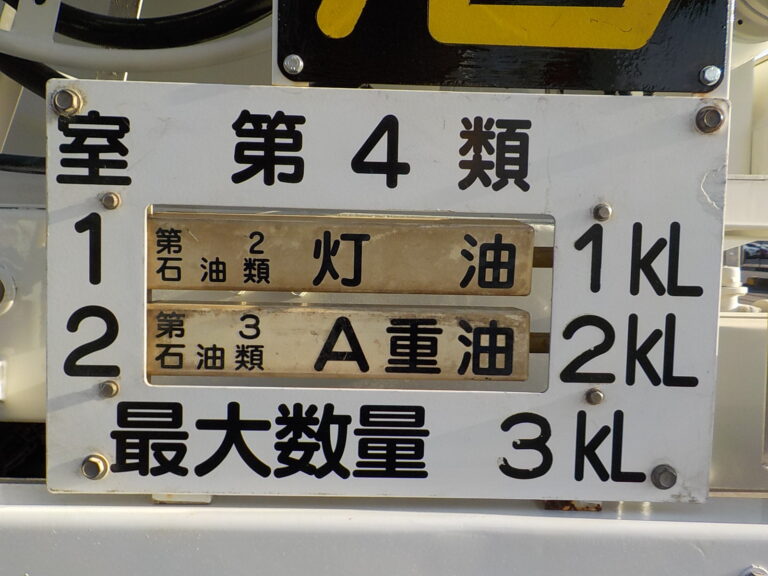 室 第4類
1 第2石油類 灯油 1kL
2 第3石油類 A重油 2kL
最大数量 3kL